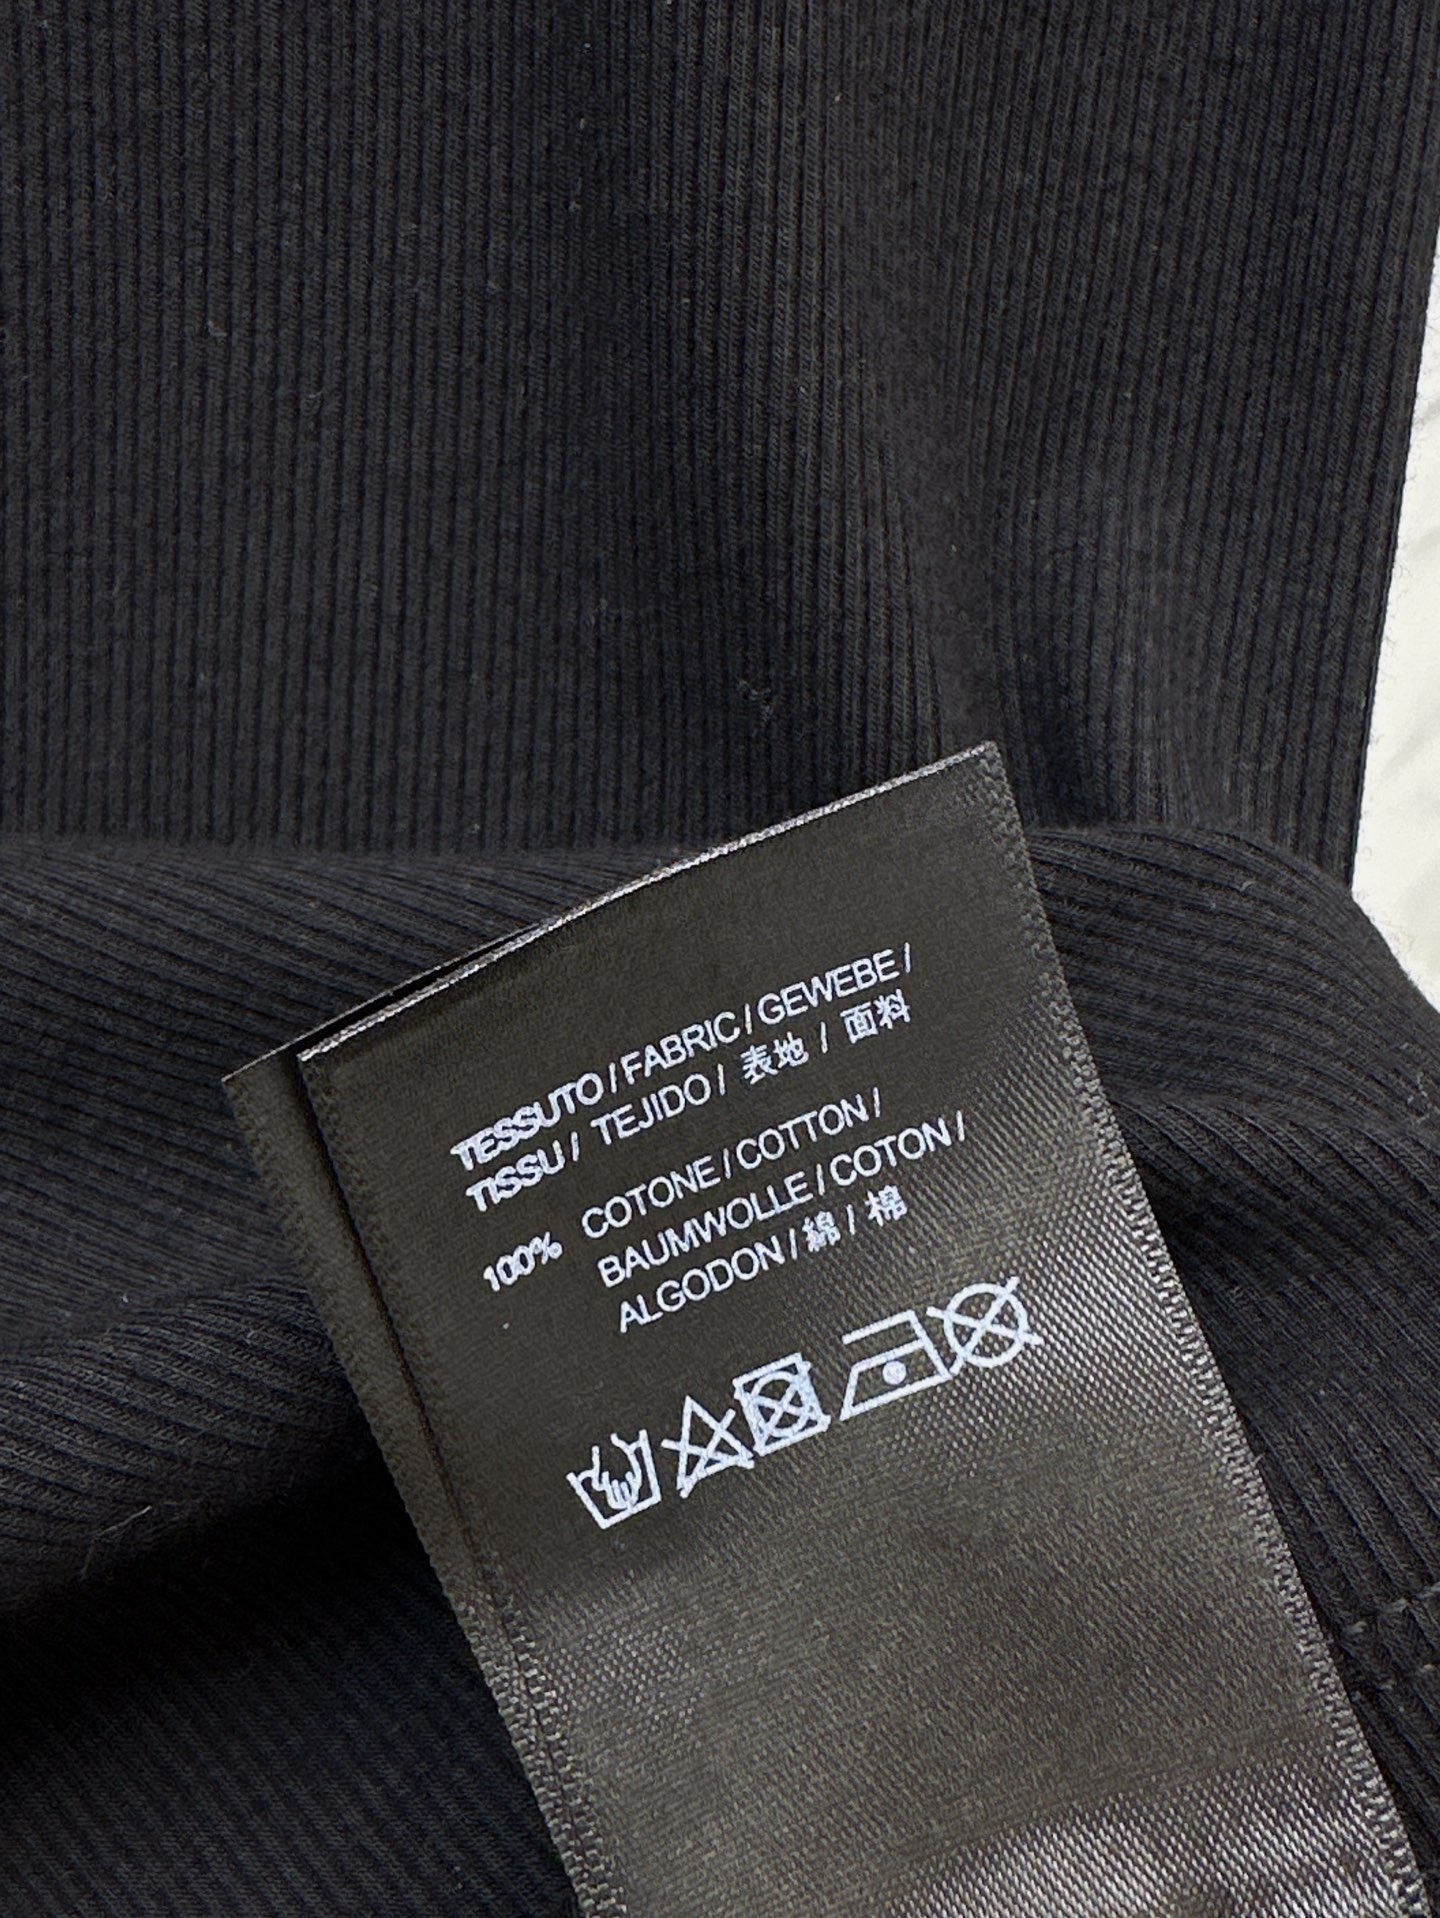 TESSUTO / FABRIC / GEWEBE /
TISSU / TEJIDO / 表地 / 面料
100% COTONE / COTTON /
BAUMWOLLE / COTON /
ALGODON / 綿 / 棉